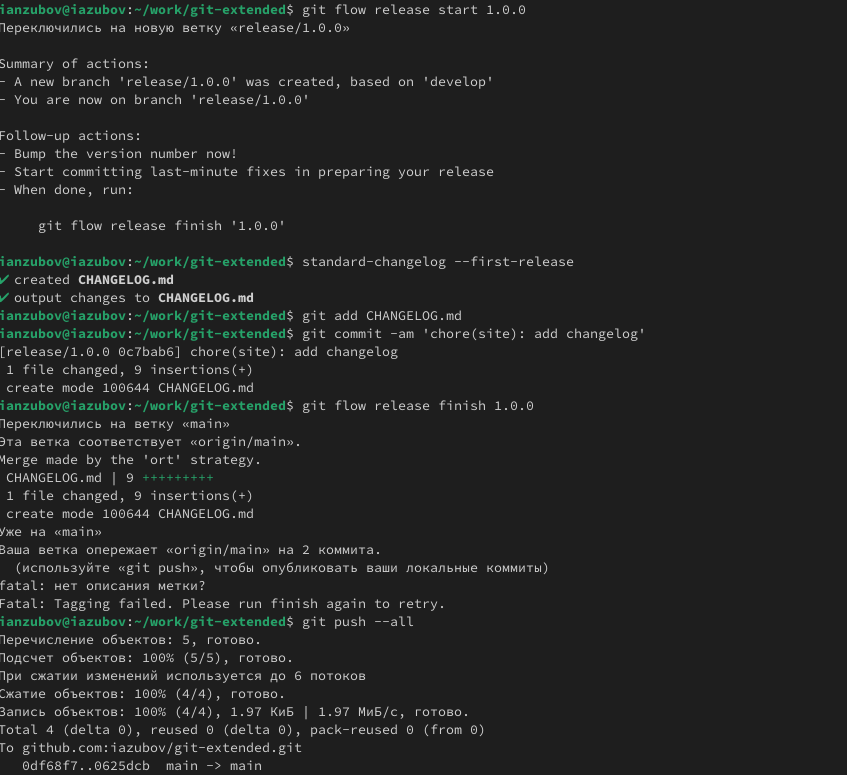 ianzubov@iazubov:~/work/git-extended$ git flow release start 1.0.0
Переключились на новую ветку «release/1.0.0»
Summary of actions:
- A new branch 'release/1.0.0' was created, based on 'develop'
- You are now on branch 'release/1.0.0'
Follow-up actions:
- Bump the version number now!
- Start committing last-minute fixes in preparing your release
- When done, run:
git flow release finish '1.0.0'
ianzubov@iazubov:~/work/git-extended$ standard-changelog --first-release
✔ created CHANGELOG.md
✔ output changes to CHANGELOG.md
ianzubov@iazubov:~/work/git-extended$ git add CHANGELOG.md
ianzubov@iazubov:~/work/git-extended$ git commit -am 'chore(site): add changelog'
[release/1.0.0 0c7bab6] chore(site): add changelog
1 file changed, 9 insertions(+)
create mode 100644 CHANGELOG.md
ianzubov@iazubov:~/work/git-extended$ git flow release finish 1.0.0
Переключились на ветку «main»
Эта ветка соответствует «origin/main».
Merge made by the 'ort' strategy.
CHANGELOG.md | 9 +++++++++
1 file changed, 9 insertions(+)
create mode 100644 CHANGELOG.md
Уже на «main»
Ваша ветка опережает «origin/main» на 2 коммита.
(используйте «git push», чтобы опубликовать ваши локальные коммиты)
fatal: нет описания метки?
Fatal: Tagging failed. Please run finish again to retry.
ianzubov@iazubov:~/work/git-extended$ git push --all
Перечисление объектов: 5, готово.
Подсчет объектов: 100% (5/5), готово.
При сжатии изменений используется до 6 потоков
Сжатие объектов: 100% (4/4), готово.
Запись объектов: 100% (4/4), 1.97 КиБ | 1.97 МиБ/с, готово.
Total 4 (delta 0), reused 0 (delta 0), pack-reused 0 (from 0)
To github.com:iazubov/git-extended.git
0df68f7..0625dcb  main -> main